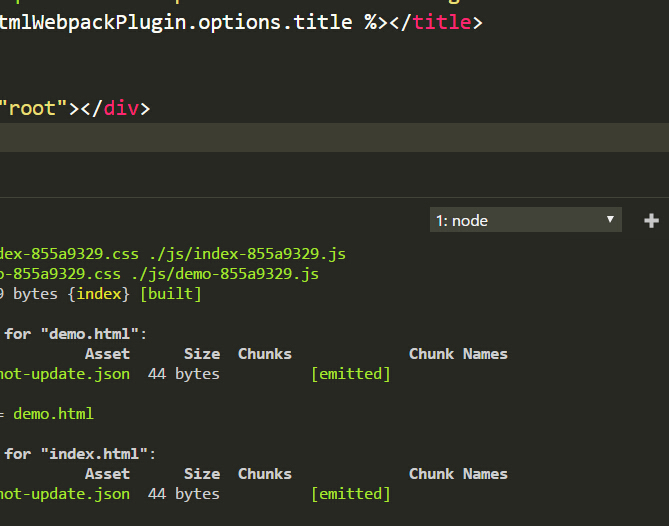 tmlWebpackPlugin.options.title %></title>
"root"></div>
1: node
dex-855a9329.css ./js/index-855a9329.js
o-855a9329.css ./js/demo-855a9329.js
9 bytes {index} [built]
for "demo.html":
Asset Size Chunks Chunk Names
hot-update.json 44 bytes [emitted]
= demo.html
for "index.html":
Asset Size Chunks Chunk Names
hot-update.json 44 bytes [emitted]